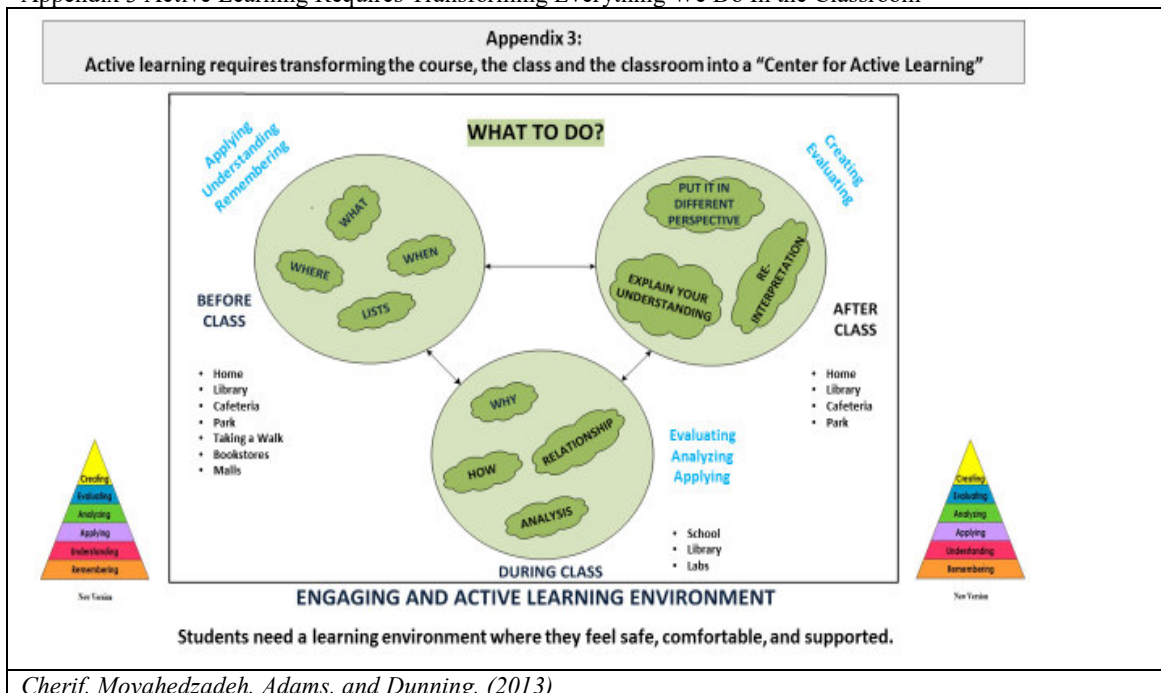 Appendix 3 Active Learning Requires Transforming Everything We Do in the Classroom
Appendix 3:
Active learning requires transforming the course, the class and the classroom into a “Center for Active Learning”
WHAT TO DO?
Applying
Understanding
Remembering
WHAT
WHERE
WHEN
LISTS
BEFORE
CLASS
• Home
• Library
• Cafeteria
• Park
• Taking a Walk
• Bookstores
• Malls
Creating
Evaluating
PUT IT IN
DIFFERENT
PERSPECTIVE
EXPLAIN YOUR
UNDERSTANDING
RE-
INTERPRETATION
AFTER
CLASS
• Home
• Library
• Cafeteria
• Park
WHY
RELATIONSHIP
HOW
ANALYSIS
Evaluating
Analyzing
Applying
• School
• Library
• Labs
DURING CLASS
Creating
Evaluating
Analyzing
Applying
Understanding
Remembering
New Version
Creating
Evaluating
Analyzing
Applying
Understanding
Remembering
New Version
ENGAGING AND ACTIVE LEARNING ENVIRONMENT
Students need a learning environment where they feel safe, comfortable, and supported.
Cherif, Movahedzadeh, Adams, and Dunning, (2013)